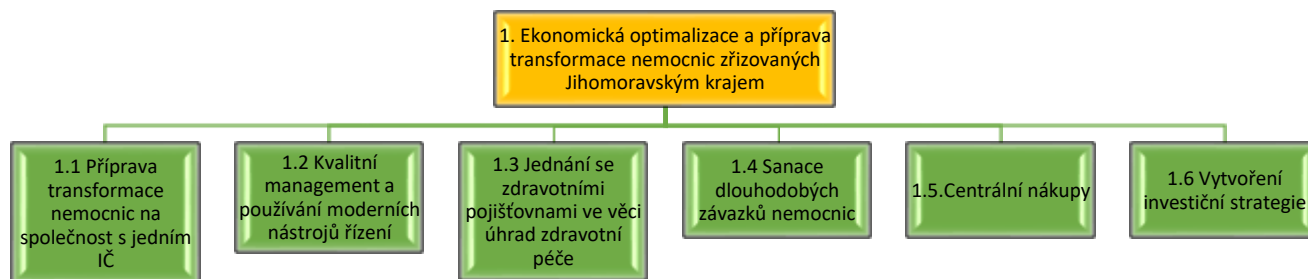 1. Ekonomická optimalizace a příprava
transformace nemocnic zřizovaných
Jihomoravským krajem
1.1 Příprava
transformace
nemocnic na
společnost s jedním
IČ
1.2 Kvalitní
management a
používání moderních
nástrojů řízení
1.3 Jednání se
zdravotními
pojišťovnami ve věci
úhrad zdravotní
péče
1.4 Sanace
dlouhodobých
závazků nemocnic
1.5.Centrální nákupy
1.6 Vytvoření
investiční strategie